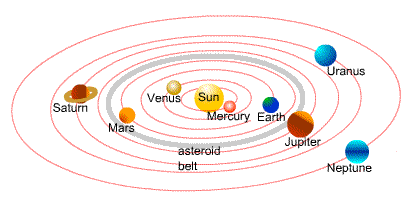 Uranus
Sun
Venus
Saturn
Mercury
Earth
Mars
Jupiter
asteroid
belt
Neptune